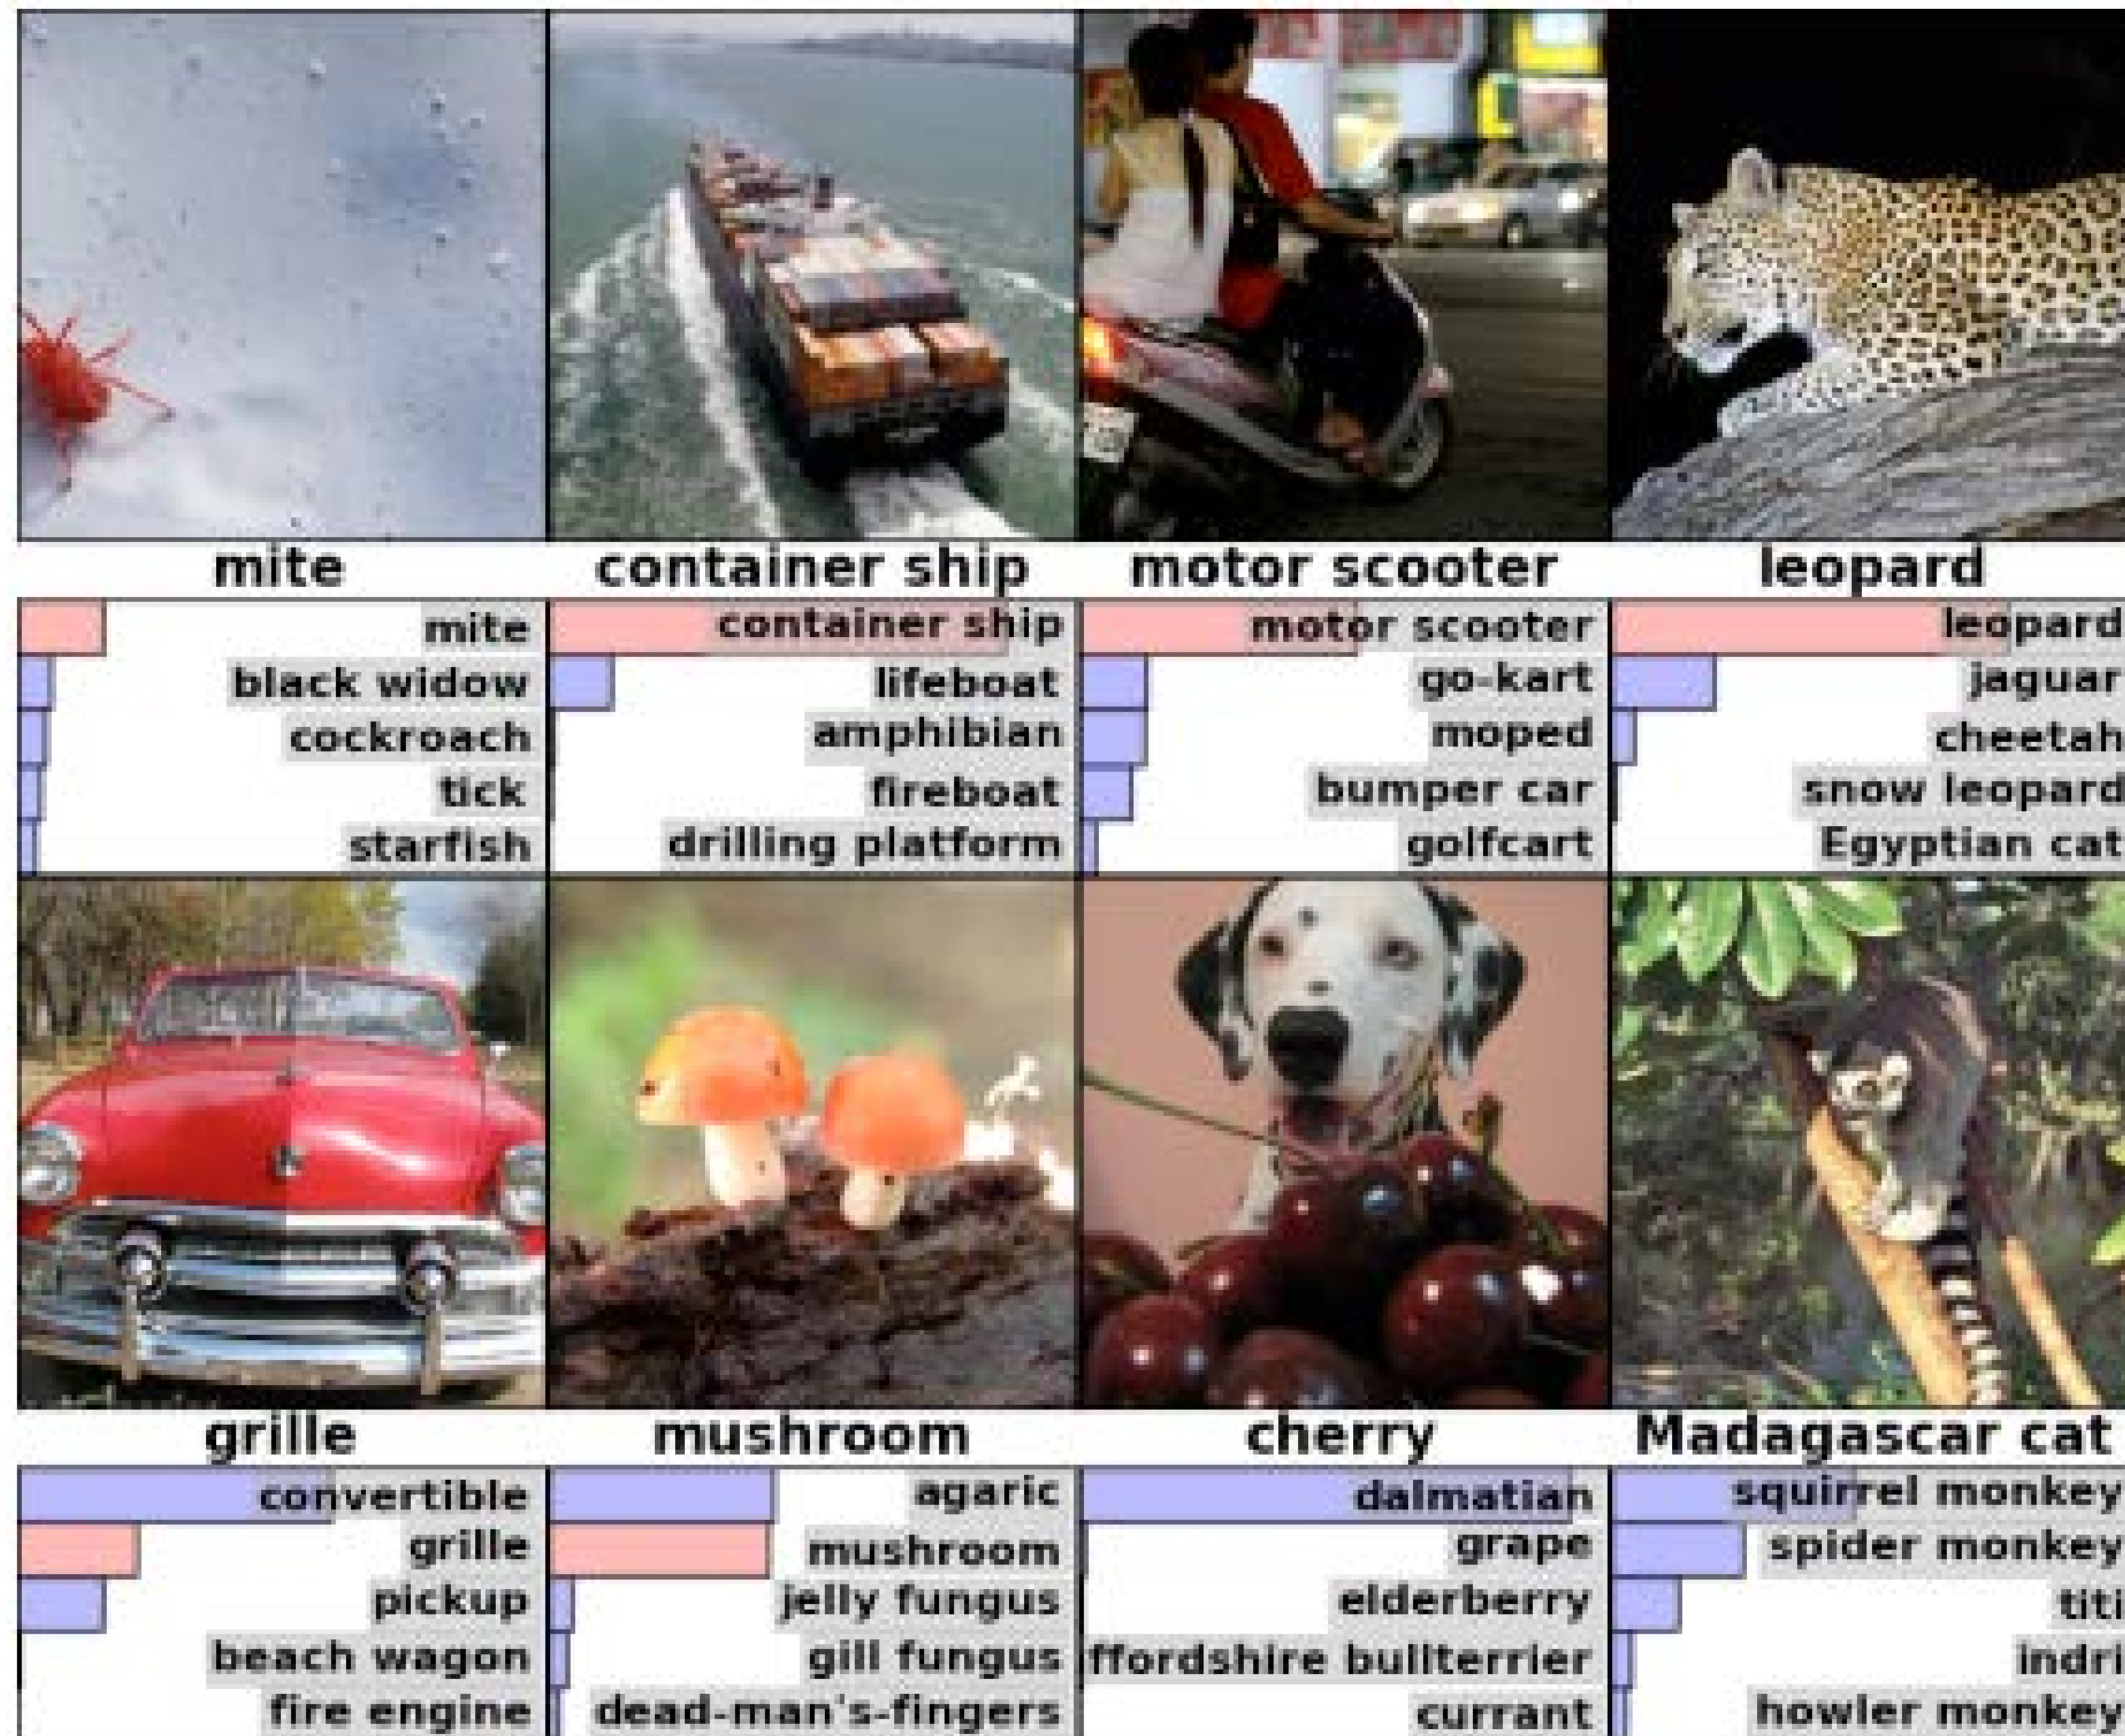 mite
container ship
motor scooter
leopard
mite
black widow
cockroach
tick
starfish
container ship
lifeboat
amphibian
fireboat
drilling platform
motor scooter
go-kart
moped
bumper car
golfcart
leopard
jaguar
cheetah
snow leopard
Egyptian cat
grille
mushroom
cherry
Madagascar cat
convertible
grille
pickup
beach wagon
fire engine
agaric
mushroom
jelly fungus
gill fungus
dead-man's-fingers
dalmatian
grape
elderberry
ffordshire bullterrier
currant
squirrel monkey
spider monkey
titi
indri
howler monkey